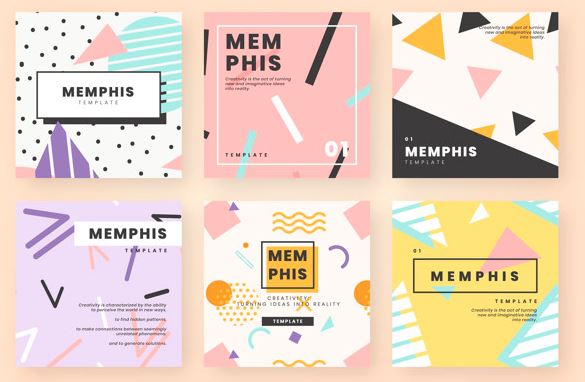 MEMPHIS
TEMPLATE
MEM
PHIS
Creativity is the act of turning
new and imaginative ideas
into reality.
TEMPLATE
01
Creativity is the act of turning
new and imaginative ideas
into reality.
01
MEMPHIS
TEMPLATE
MEMPHIS
TEMPLATE
Creativity is characterized by the ability
to perceive the world in new ways,
to find hidden patterns,
to make connections between seemingly
unrelated phenomena,
and to generate solutions.
MEM
PHIS
CREATIVITY:
TURNING IDEAS INTO REALITY
TEMPLATE
01
MEMPHIS
TEMPLATE
Creativity is the act of turning
new and imaginative ideas
into reality.